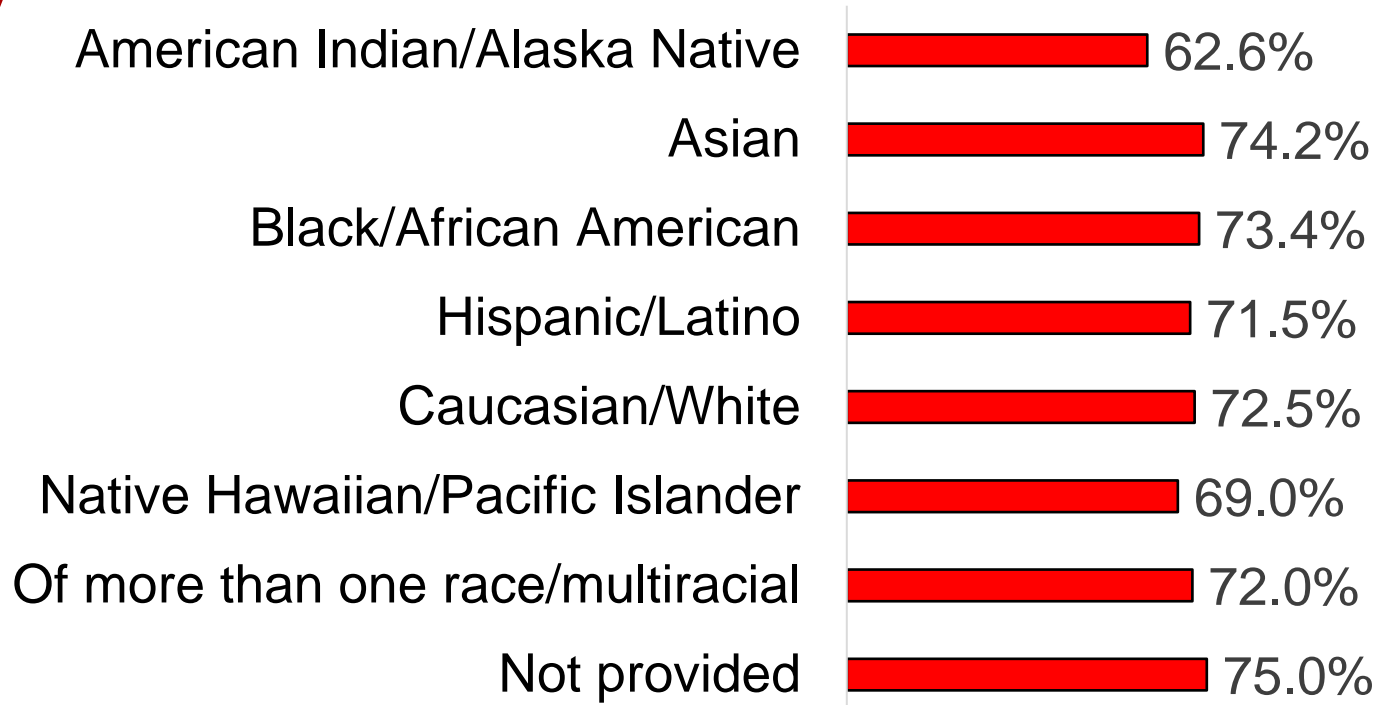 American Indian/Alaska Native 62.6%
Asian 74.2%
Black/African American 73.4%
Hispanic/Latino 71.5%
Caucasian/White 72.5%
Native Hawaiian/Pacific Islander 69.0%
Of more than one race/multiracial 72.0%
Not provided 75.0%